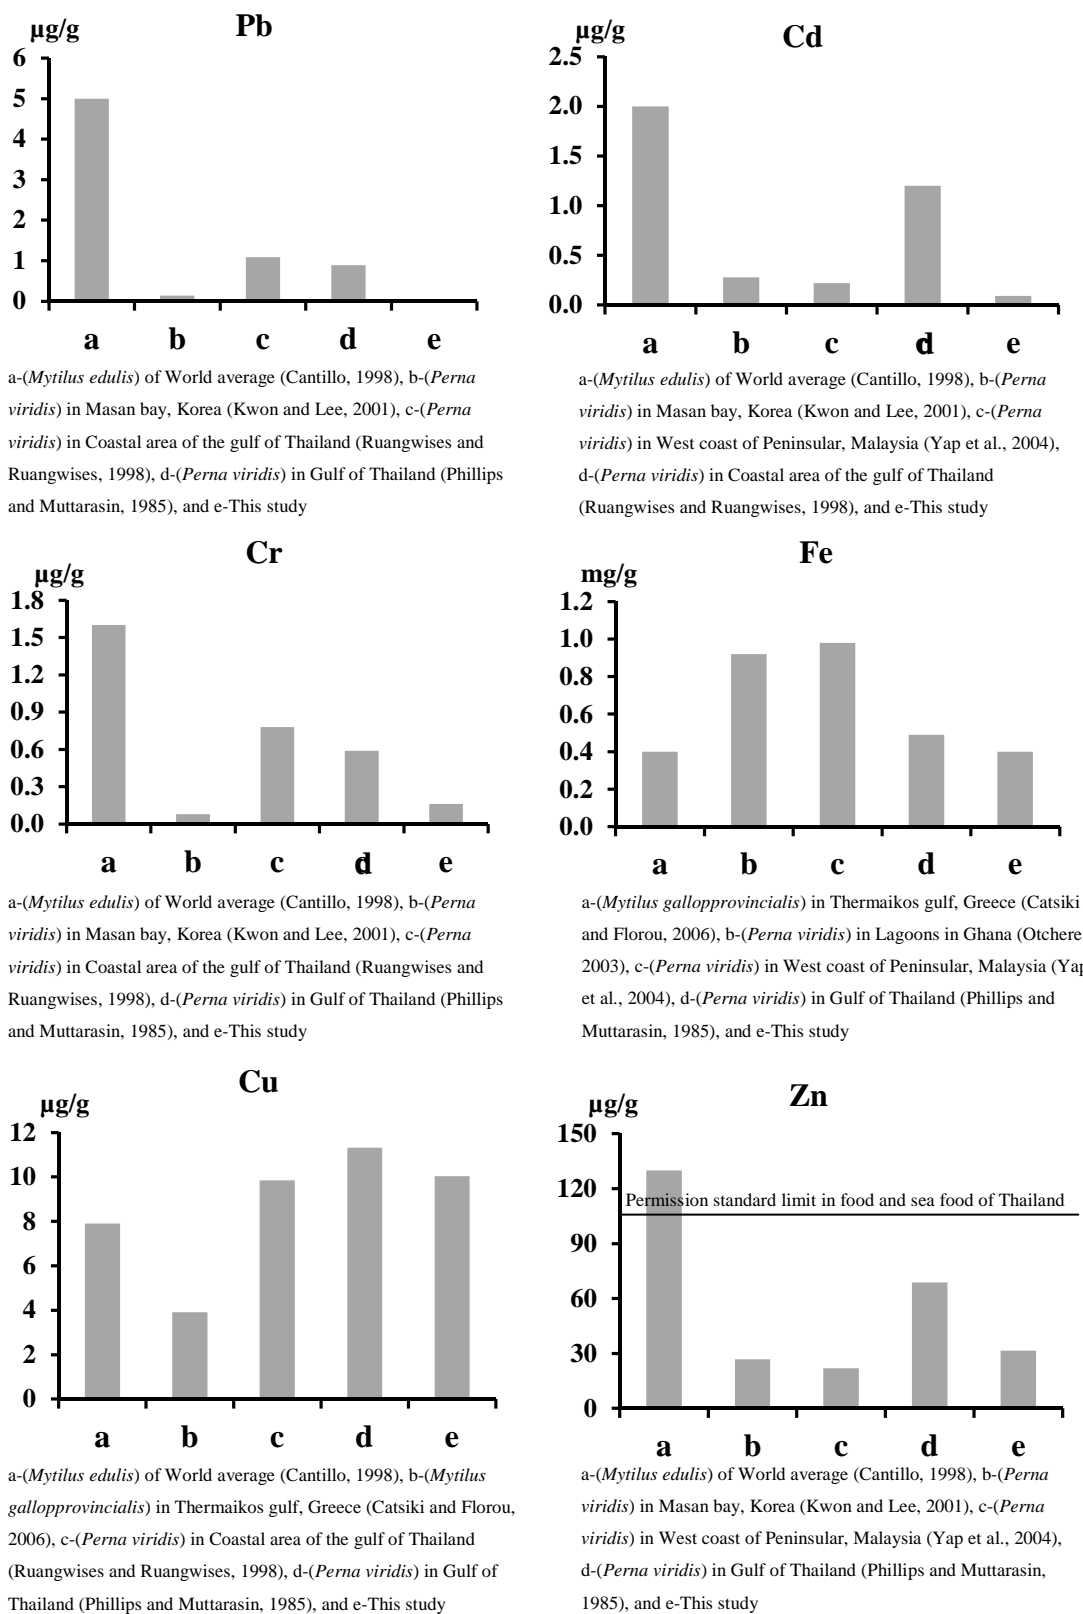 Pb
µg/g
6
5
4
3
2
1
0
a b c d e
a-(Mytilus edulis) of World average (Cantillo, 1998), b-(Perna
viridis) in Masan bay, Korea (Kwon and Lee, 2001), c-(Perna
viridis) in Coastal area of the gulf of Thailand (Ruangwises and
Ruangwises, 1998), d-(Perna viridis) in Gulf of Thailand (Phillips
and Muttarasin, 1985), and e-This study
Cd
µg/g
2.5
2.0
1.5
1.0
0.5
0.0
a b c d e
a-(Mytilus edulis) of World average (Cantillo, 1998), b-(Perna
viridis) in Masan bay, Korea (Kwon and Lee, 2001), c-(Perna
viridis) in West coast of Peninsular, Malaysia (Yap et al., 2004),
d-(Perna viridis) in Coastal area of the gulf of Thailand
(Ruangwises and Ruangwises, 1998), and e-This study
Cr
µg/g
1.8
1.5
1.2
0.9
0.6
0.3
0.0
a b c d e
a-(Mytilus edulis) of World average (Cantillo, 1998), b-(Perna
viridis) in Masan bay, Korea (Kwon and Lee, 2001), c-(Perna
viridis) in Coastal area of the gulf of Thailand (Ruangwises and
Ruangwises, 1998), d-(Perna viridis) in Gulf of Thailand (Phillips
and Muttarasin, 1985), and e-This study
Fe
mg/g
1.2
1.0
0.8
0.6
0.4
0.2
0.0
a b c d e
a-(Mytilus gallopprovincialis) in Thermaikos gulf, Greece (Catsiki
and Florou, 2006), b-(Perna viridis) in Lagoons in Ghana (Otchere
2003), c-(Perna viridis) in West coast of Peninsular, Malaysia (Yap
et al., 2004), d-(Perna viridis) in Gulf of Thailand (Phillips and
Muttarasin, 1985), and e-This study
Cu
µg/g
12
10
8
6
4
2
0
a b c d e
a-(Mytilus edulis) of World average (Cantillo, 1998), b-(Mytilus
gallopprovincialis) in Thermaikos gulf, Greece (Catsiki and Florou,
2006), c-(Perna viridis) in Coastal area of the gulf of Thailand
(Ruangwises and Ruangwises, 1998), d-(Perna viridis) in Gulf of
Thailand (Phillips and Muttarasin, 1985), and e-This study
Zn
µg/g
150
120
Permission standard limit in food and sea food of Thailand
90
60
30
0
a b c d e
a-(Mytilus edulis) of World average (Cantillo, 1998), b-(Perna
viridis) in Masan bay, Korea (Kwon and Lee, 2001), c-(Perna
viridis) in West coast of Peninsular, Malaysia (Yap et al., 2004),
d-(Perna viridis) in Gulf of Thailand (Phillips and Muttarasin,
1985), and e-This study